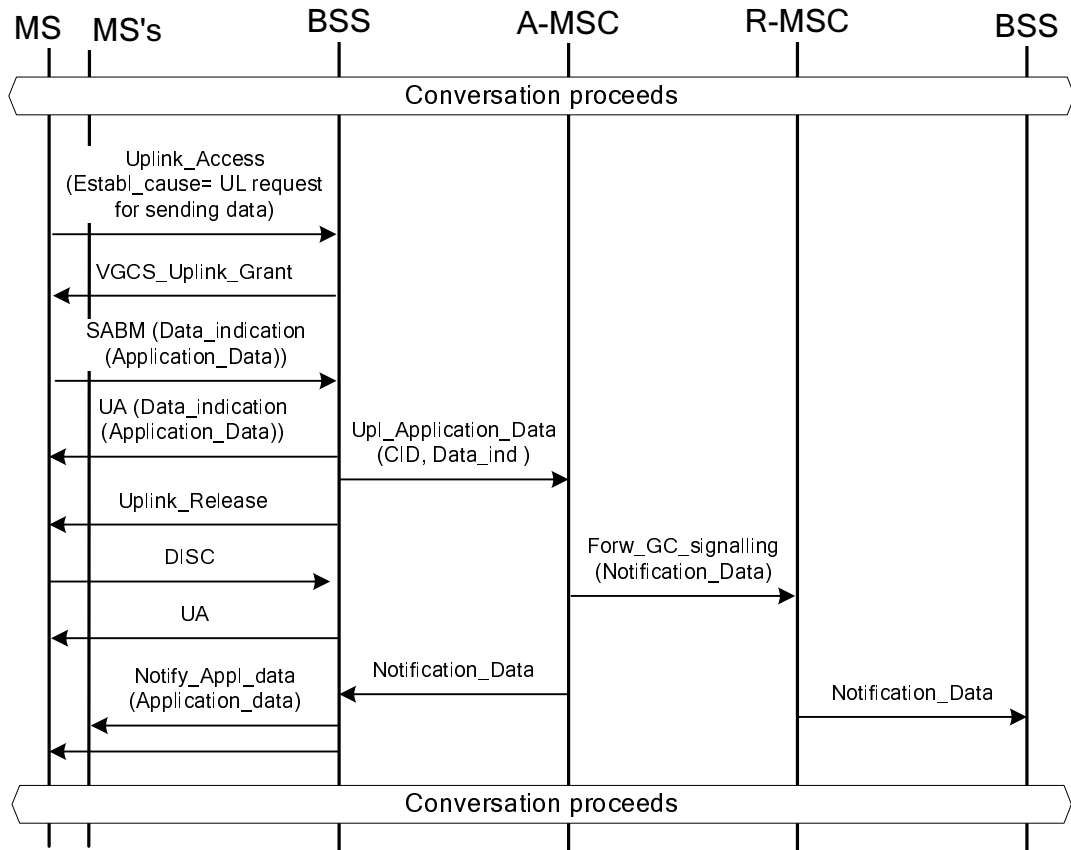 MS
MS's
BSS
A-MSC
R-MSC
BSS
Conversation proceeds
Uplink_Access
(Establ_cause= UL request
for sending data)
VGCS_Uplink_Grant
SABM (Data_indication
(Application_Data))
UA (Data_indication
(Application_Data))
Upl_Application_Data
(CID, Data_ind )
Uplink_Release
Forw_GC_signalling
(Notification_Data)
DISC
UA
Notify_Appl_data
(Application_data)
Notification_Data
Notification_Data
Conversation proceeds